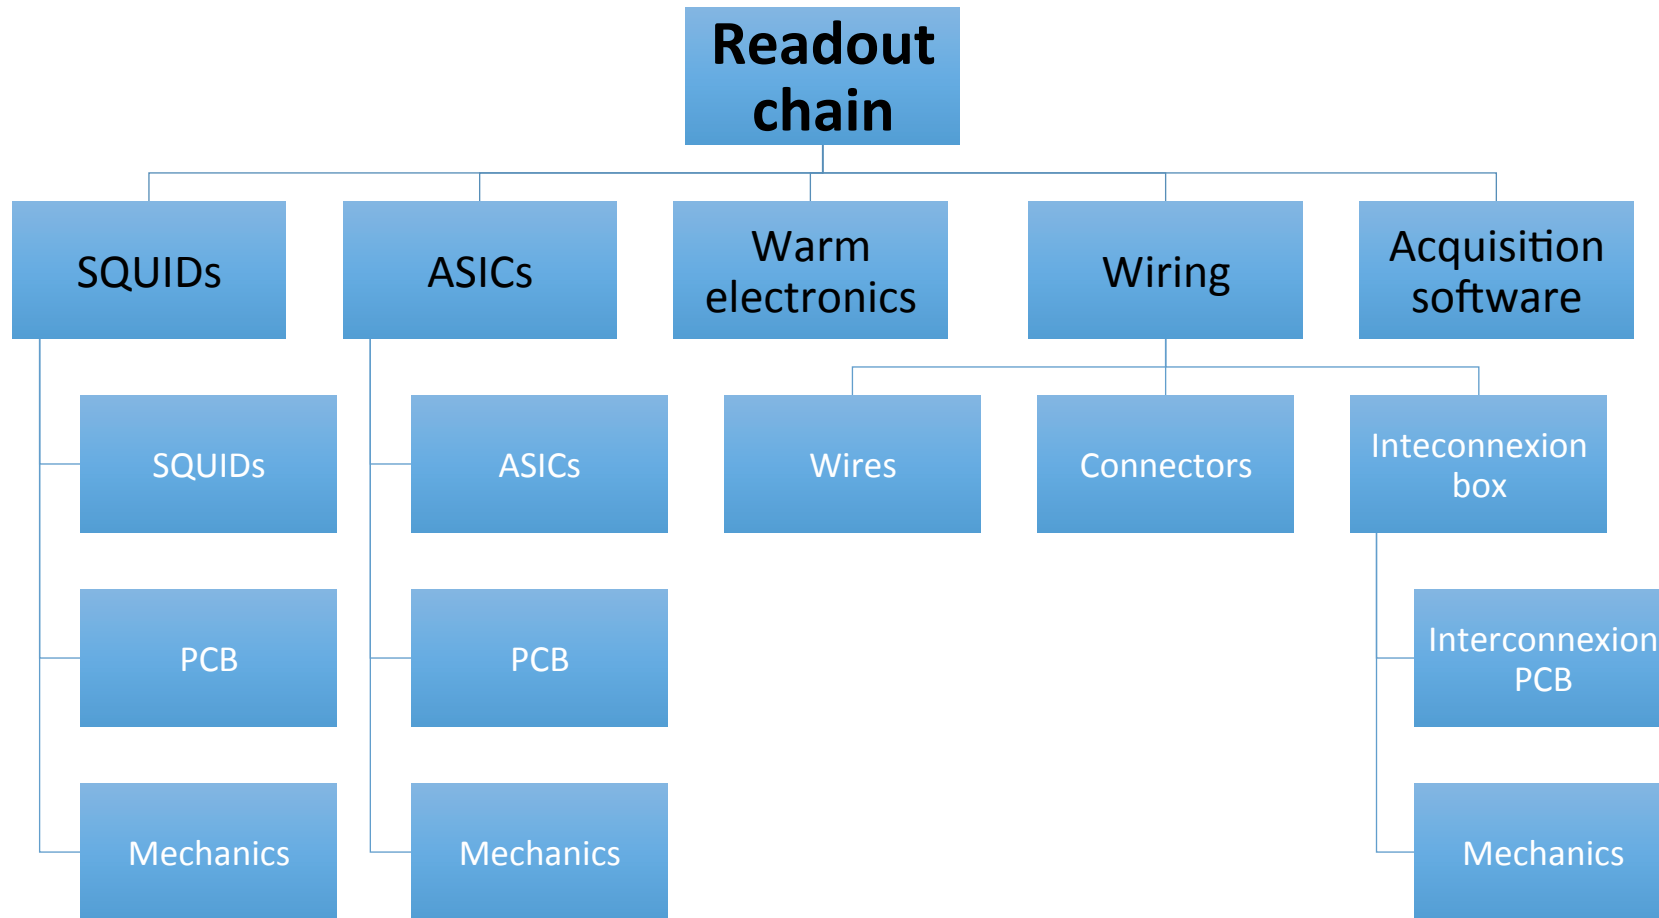 Readout
chain
SQUIDs
ASICs
Warm
electronics
Wiring
Acquisition
software
SQUIDs
ASICs
Wires
Connectors
Inteconnexion
box
PCB
PCB
Interconnexion
PCB
Mechanics
Mechanics
Mechanics